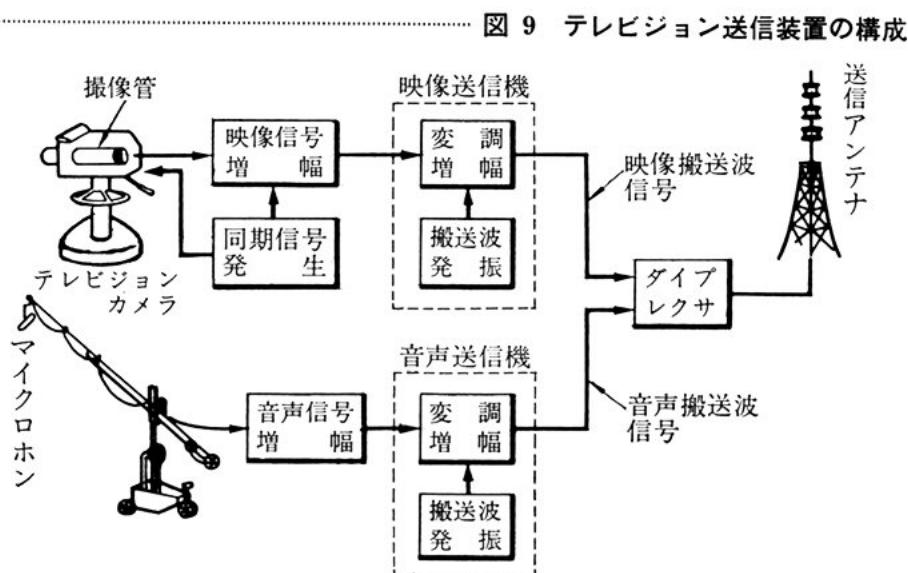 図 9 テレビジョン送信装置の構成
撮像管
映像送信機
送信アンテナ
映像信号
増幅
変調
増幅
映像搬送波
信号
同期信号
発生
搬送波
発振
テレビジョン
カメラ
ダイプ
レクサ
マイクロホン
音声送信機
音声信号
増幅
変調
増幅
音声搬送波
信号
搬送波
発振